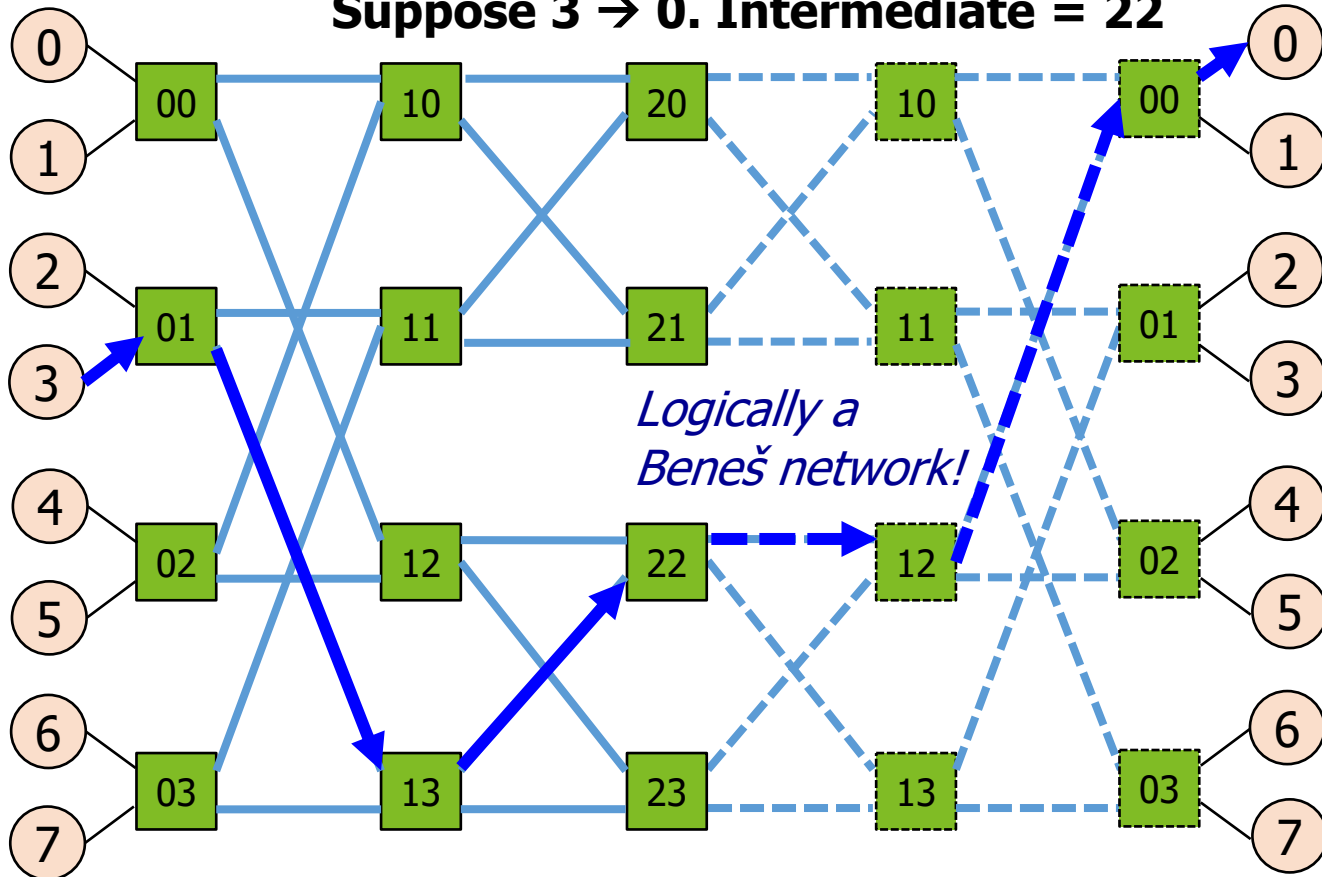 Suppose 3 → 0. Intermediate = 22
0 00 10 20 10 00 0
1 1
2 01 11 21 11 01 2
3 3
Logically a
Beneš network!
4 02 12 22 12 02 4
5 5
6 03 13 23 13 03 6
7 7